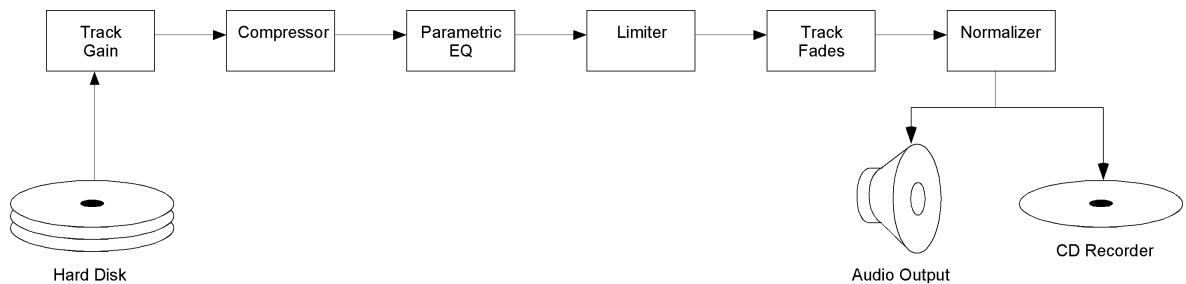 Track
Gain
Compressor
Parametric
EQ
Limiter
Track
Fades
Normalizer
Hard Disk
Audio Output
CD Recorder